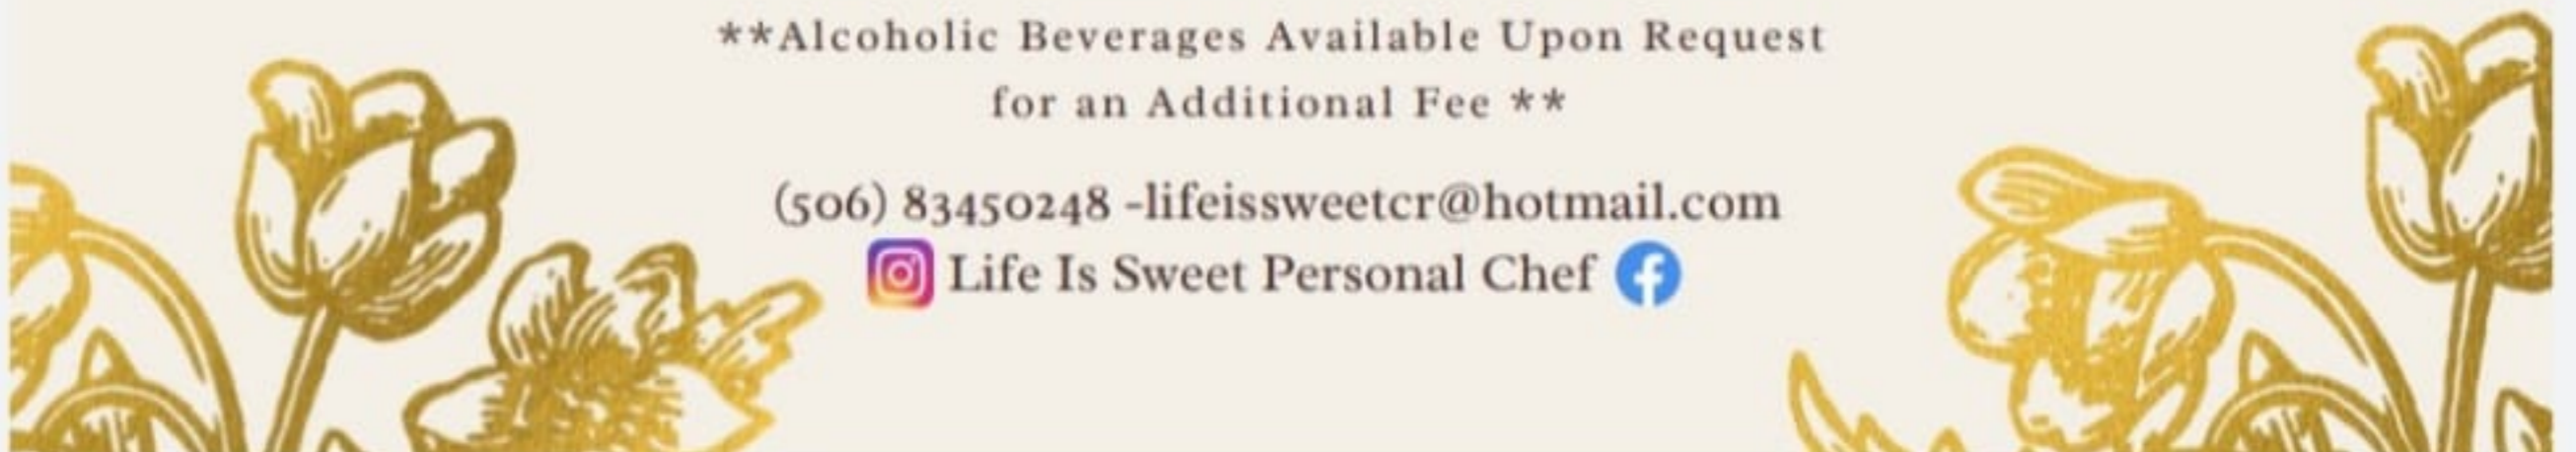 **Alcoholic Beverages Available Upon Request
for an Additional Fee **
(506) 83450248 -lifeissweetcr@hotmail.com
Life Is Sweet Personal Chef